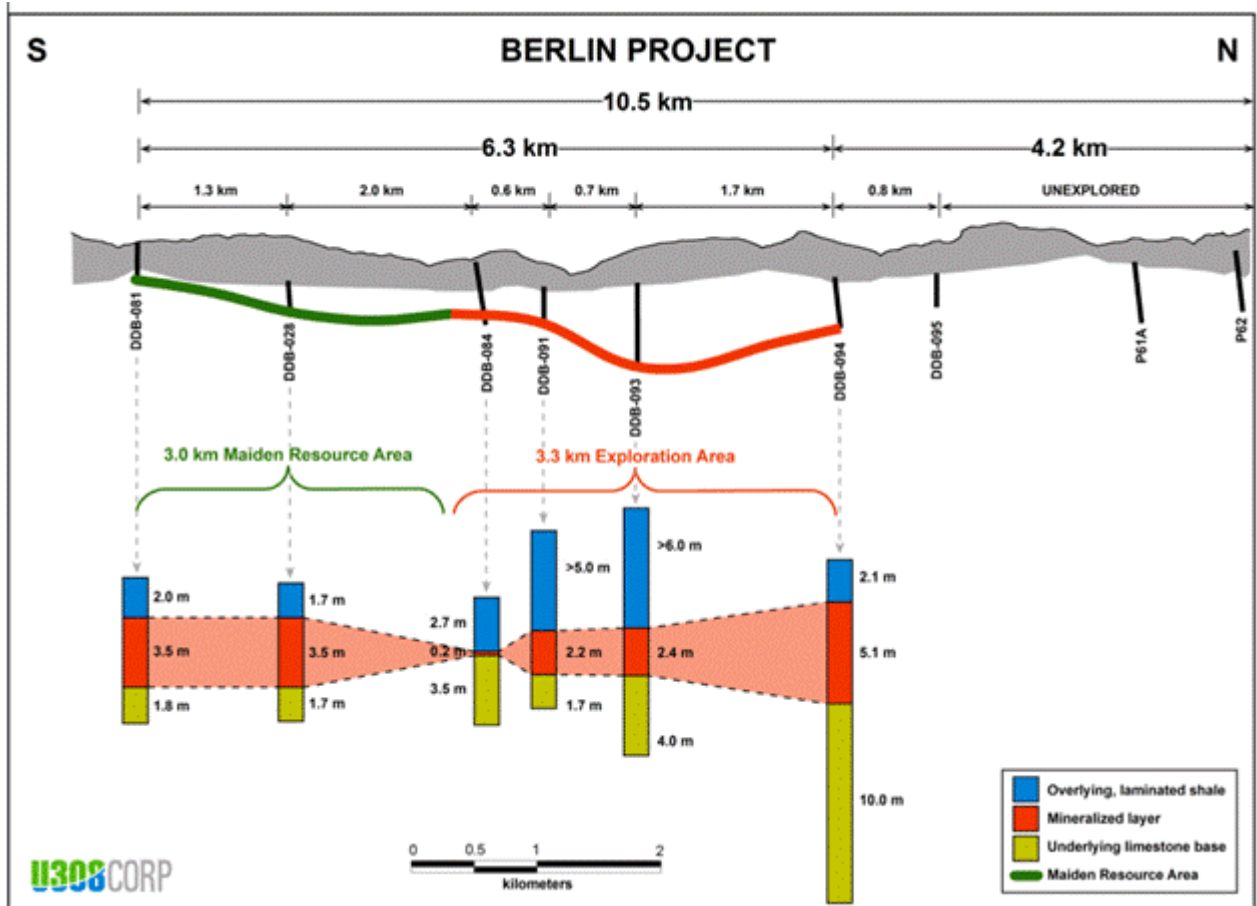 S BERLIN PROJECT N
10.5 km
6.3 km 4.2 km
1.3 km 2.0 km 0.6 km 0.7 km 1.7 km 0.8 km UNEXPLORED
DDB-081
DDB-028
DDB-084
DDB-091
DDB-093
DDB-094
DDB-095
P61A
P62
3.0 km Maiden Resource Area
3.3 km Exploration Area
2.0 m
3.5 m
1.8 m
1.7 m
3.5 m
1.7 m
2.7 m
0.2 m
3.5 m
>5.0 m
2.2 m
1.7 m
>6.0 m
2.4 m
4.0 m
2.1 m
5.1 m
10.0 m
Overlying, laminated shale
Mineralized layer
Underlying limestone base
Maiden Resource Area
0 0.5 1 2
kilometers
U3O8CORP